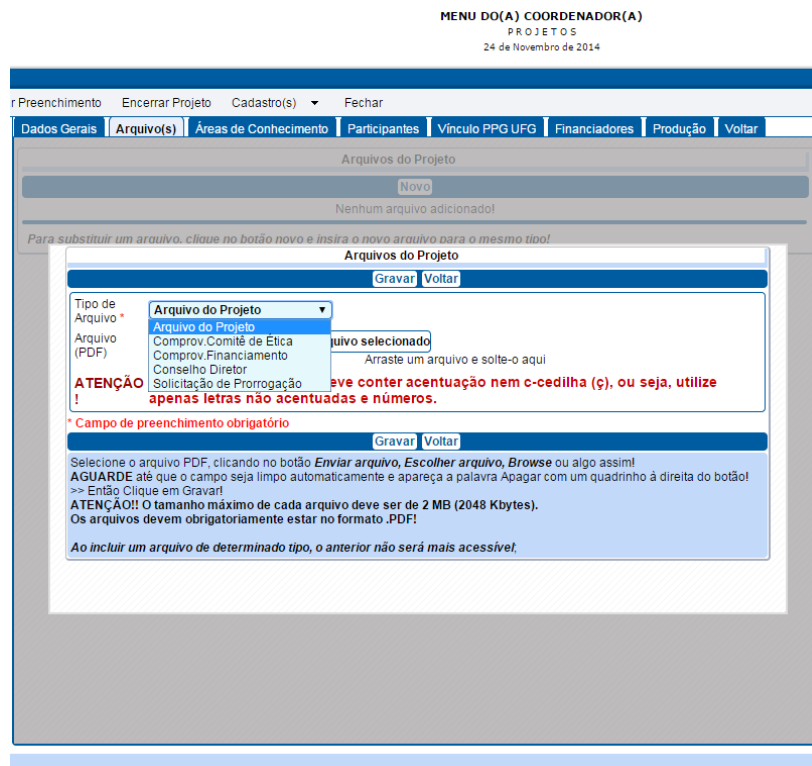 MENU DO(A) COORDENADOR(A)
PROJETOS
24 de Novembro de 2014
r Preenchimento Encerrar Projeto Cadastro(s) Fechar
Dados Gerais Arquivo(s) Áreas de Conhecimento Participantes Vínculo PPG UFG Financiadores Produção Voltar
Arquivos do Projeto
Novo
Nenhum arquivo adicionado!
Para substituir um arquivo, clique no botão novo e insira o novo arquivo para o mesmo tipo!
Arquivos do Projeto
Gravar Voltar
Tipo de Arquivo * Arquivo do Projeto
Arquivo do Projeto
Comprov.Comitê de Ética
Comprov.Financiamento
Conselho Diretor
Solicitação de Prorrogação
Arquivo (PDF) quivo selecionado
Arraste um arquivo e solte-o aqui
ATENÇÃO ! eve conter acentuação nem c-cedilha (ç), ou seja, utilize
apenas letras não acentuadas e números.
* Campo de preenchimento obrigatório
Gravar Voltar
Selecione o arquivo PDF, clicando no botão Enviar arquivo, Escolher arquivo, Browse ou algo assim!
AGUARDE até que o campo seja limpo automaticamente e apareça a palavra Apagar com um quadrinho à direita do botão!
>> Então Clique em Gravar!
ATENÇÃO!! O tamanho máximo de cada arquivo deve ser de 2 MB (2048 Kbytes).
Os arquivos devem obrigatoriamente estar no formato .PDF!
Ao incluir um arquivo de determinado tipo, o anterior não será mais acessível;